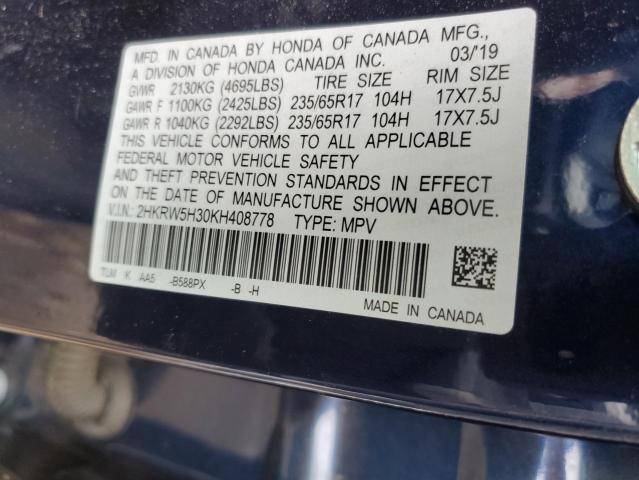 MFD. IN CANADA BY HONDA OF CANADA MFG.,
A DIVISION OF HONDA CANADA INC. 03/19
GVWR 2130KG (4695LBS) TIRE SIZE RIM SIZE
GAWR F 1100KG (2425LBS) 235/65R17 104H 17X7.5J
GAWR R 1040KG (2292LBS) 235/65R17 104H 17X7.5J
THIS VEHICLE CONFORMS TO ALL APPLICABLE
FEDERAL MOTOR VEHICLE SAFETY
AND THEFT PREVENTION STANDARDS IN EFFECT
ON THE DATE OF MANUFACTURE SHOWN ABOVE.
V.I.N.: 2HKRW5H30KH408778 TYPE: MPV
TLM K AA5 -B588PX -B -H
MADE IN CANADA